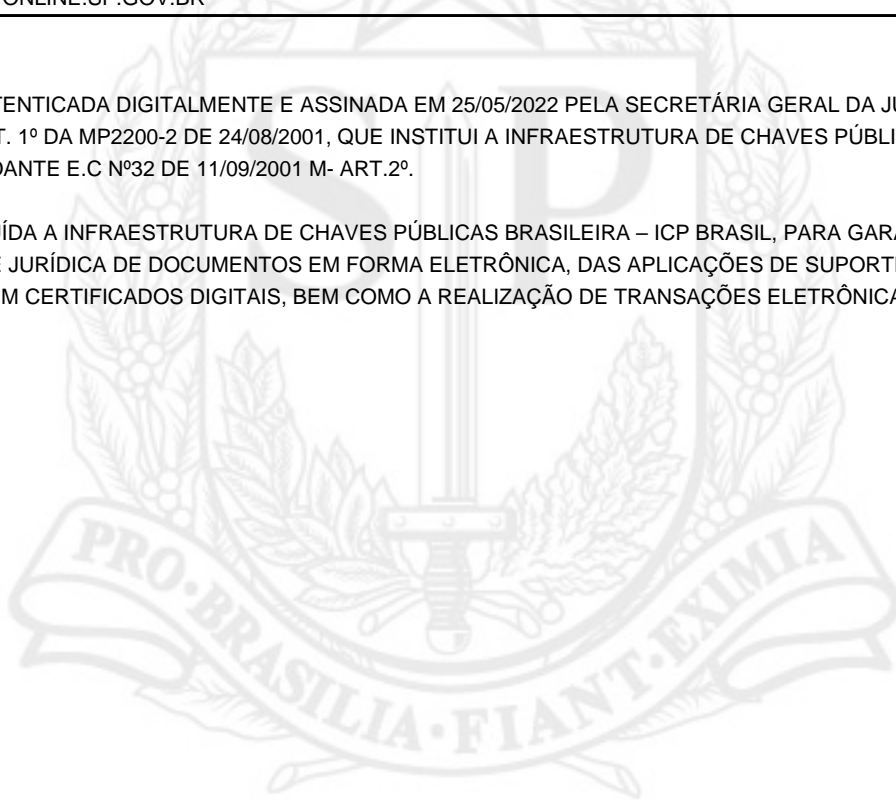 ONLINE.SP.GOV.BR
TENTICADA DIGITALMENTE E ASSINADA EM 25/05/2022 PELA SECRETÁRIA GERAL DA JU
T. 1º DA MP2200-2 DE 24/08/2001, QUE INSTITUI A INFRAESTRUTURA DE CHAVES PÚBLI
DANTE E.C Nº32 DE 11/09/2001 M- ART.2º.
ÍDA A INFRAESTRUTURA DE CHAVES PÚBLICAS BRASILEIRA – ICP BRASIL, PARA GARA
E JURÍDICA DE DOCUMENTOS EM FORMA ELETRÔNICA, DAS APLICAÇÕES DE SUPORTE
M CERTIFICADOS DIGITAIS, BEM COMO A REALIZAÇÃO DE TRANSAÇÕES ELETRÔNICA
SP
PRO·BRASILIA·FIANT·EXIMIA